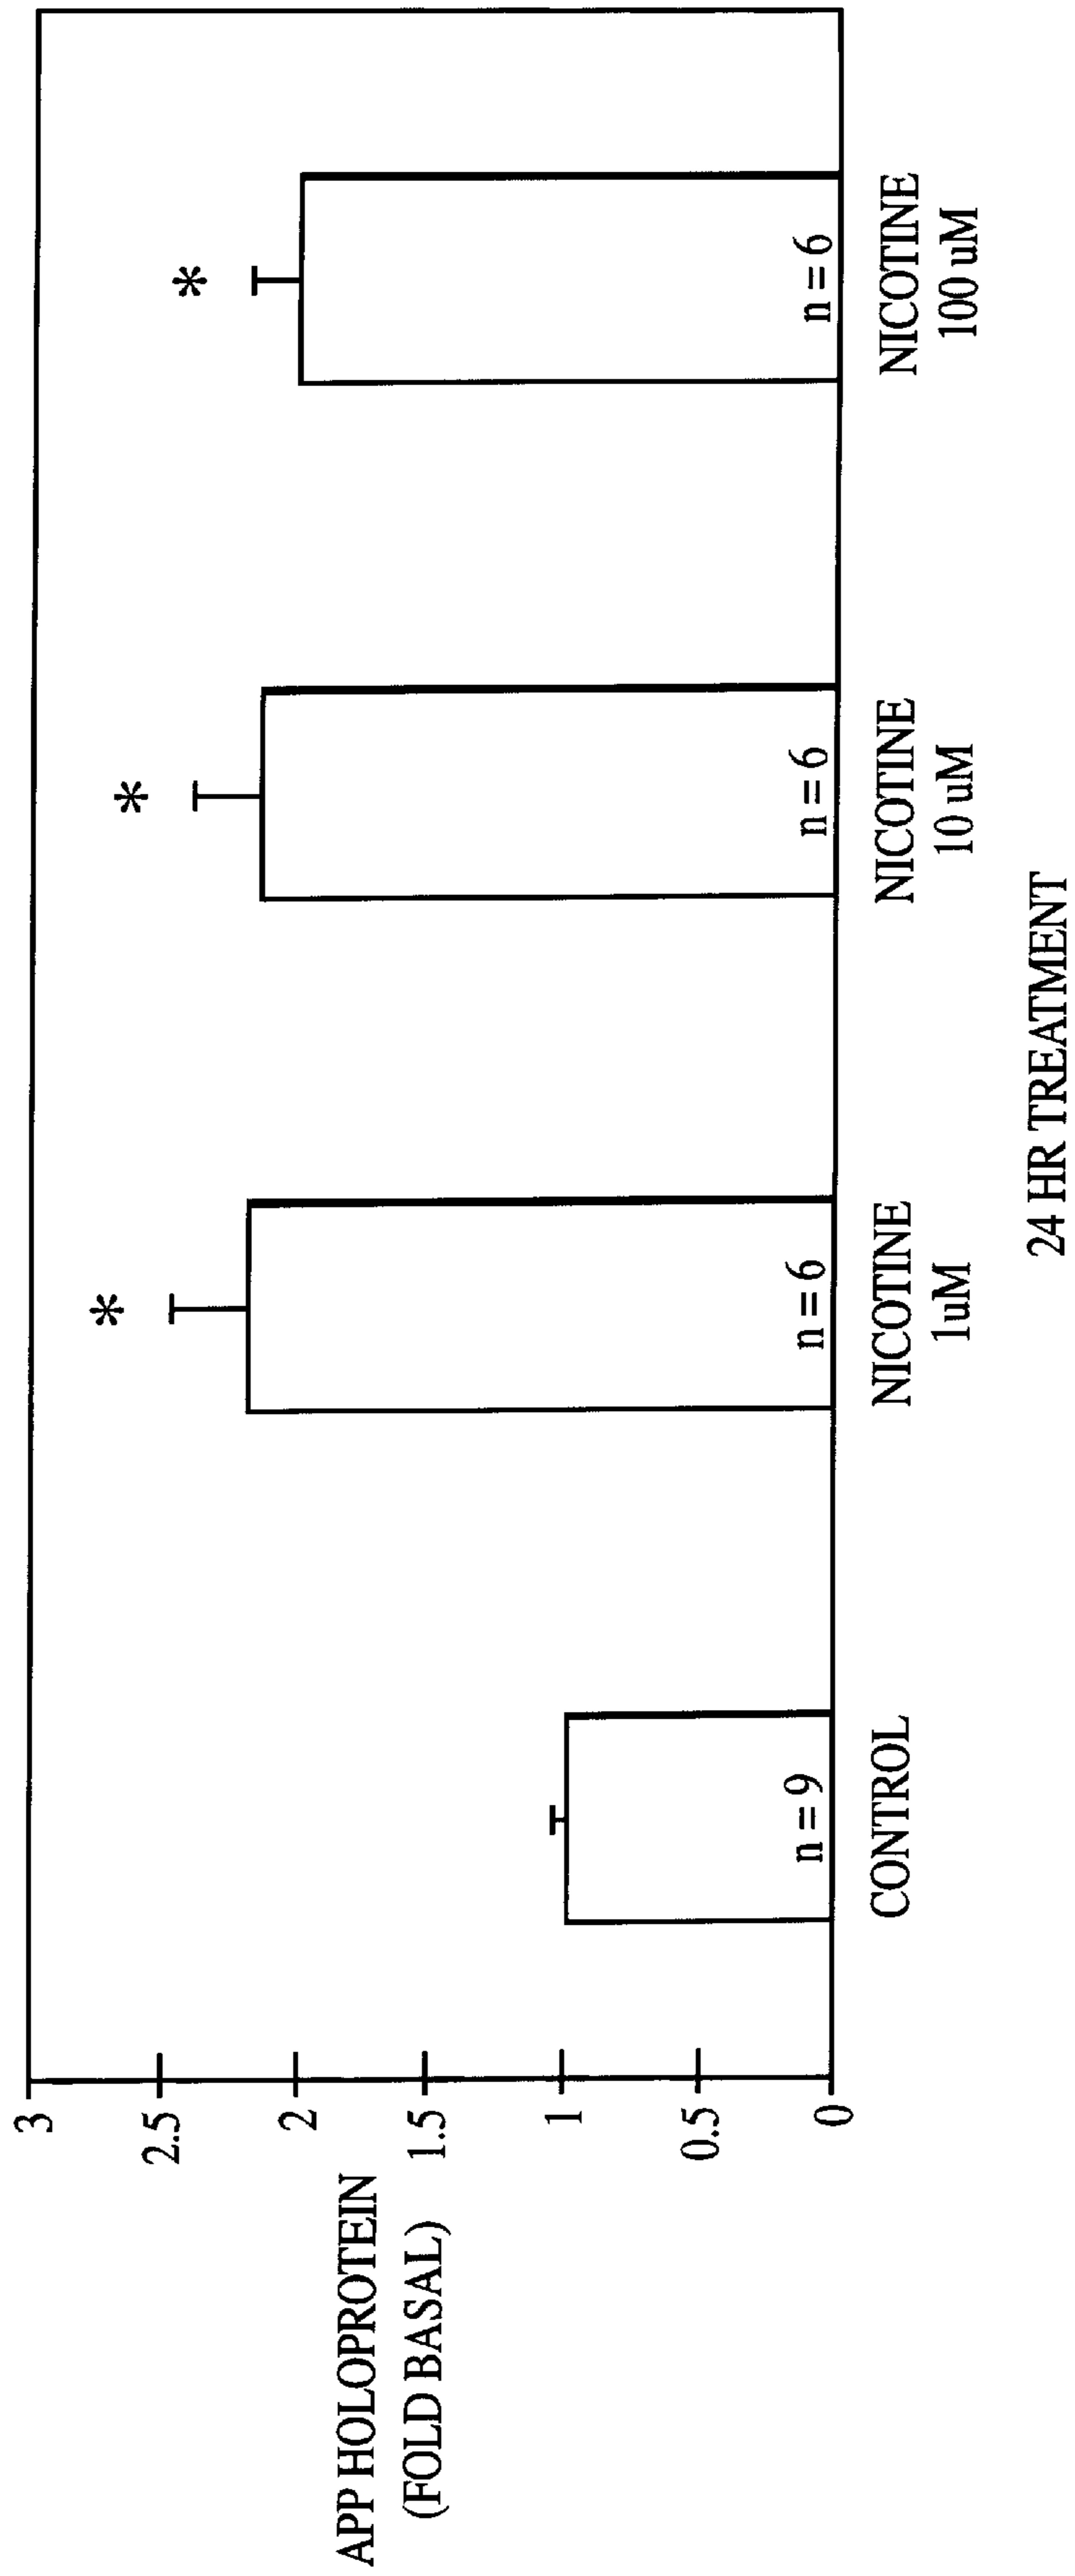 APP HOLOPROTEIN
(FOLD BASAL)
3
2.5
2
1.5
1
0.5
0
*
*
*
n = 9
n = 6
n = 6
n = 6
CONTROL
NICOTINE
1uM
NICOTINE
10 uM
NICOTINE
100 uM
24 HR TREATMENT